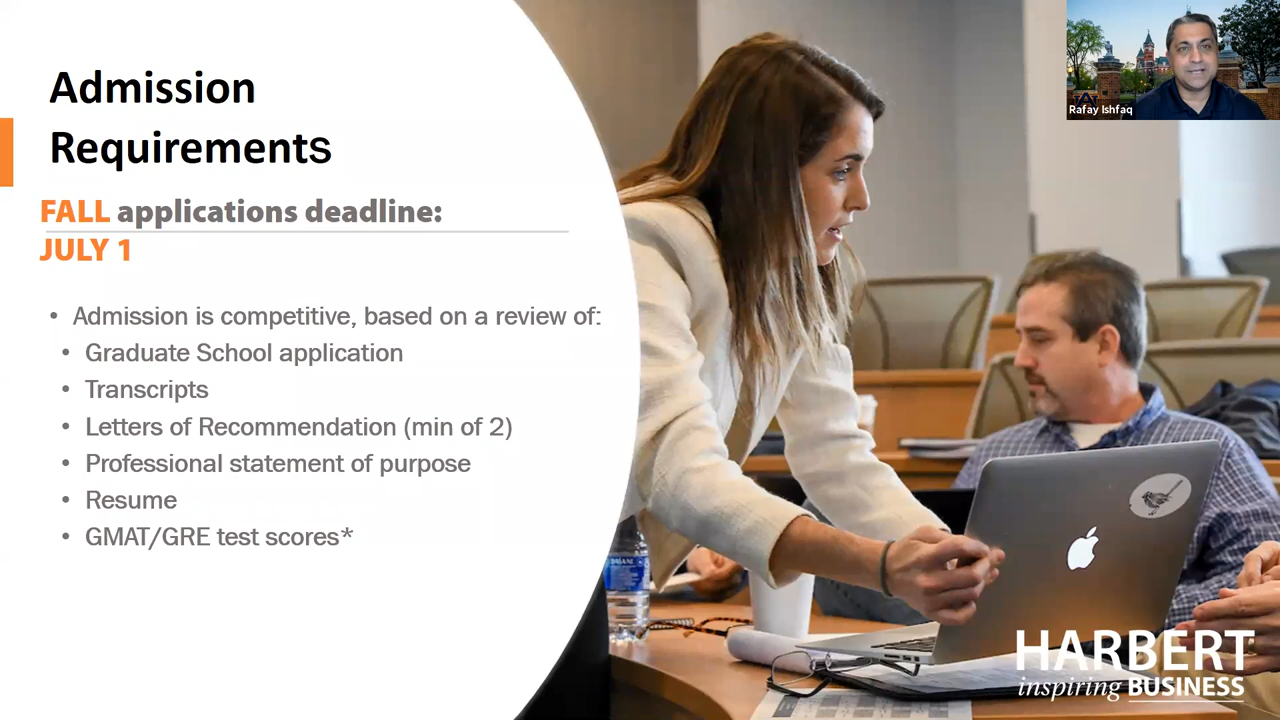 Admission
Requirements
FALL applications deadline:
JULY 1
• Admission is competitive, based on a review of:
• Graduate School application
• Transcripts
• Letters of Recommendation (min of 2)
• Professional statement of purpose
• Resume
• GMAT/GRE test scores*
Rafay Ishfaq
HARBERT
inspiring BUSINESS